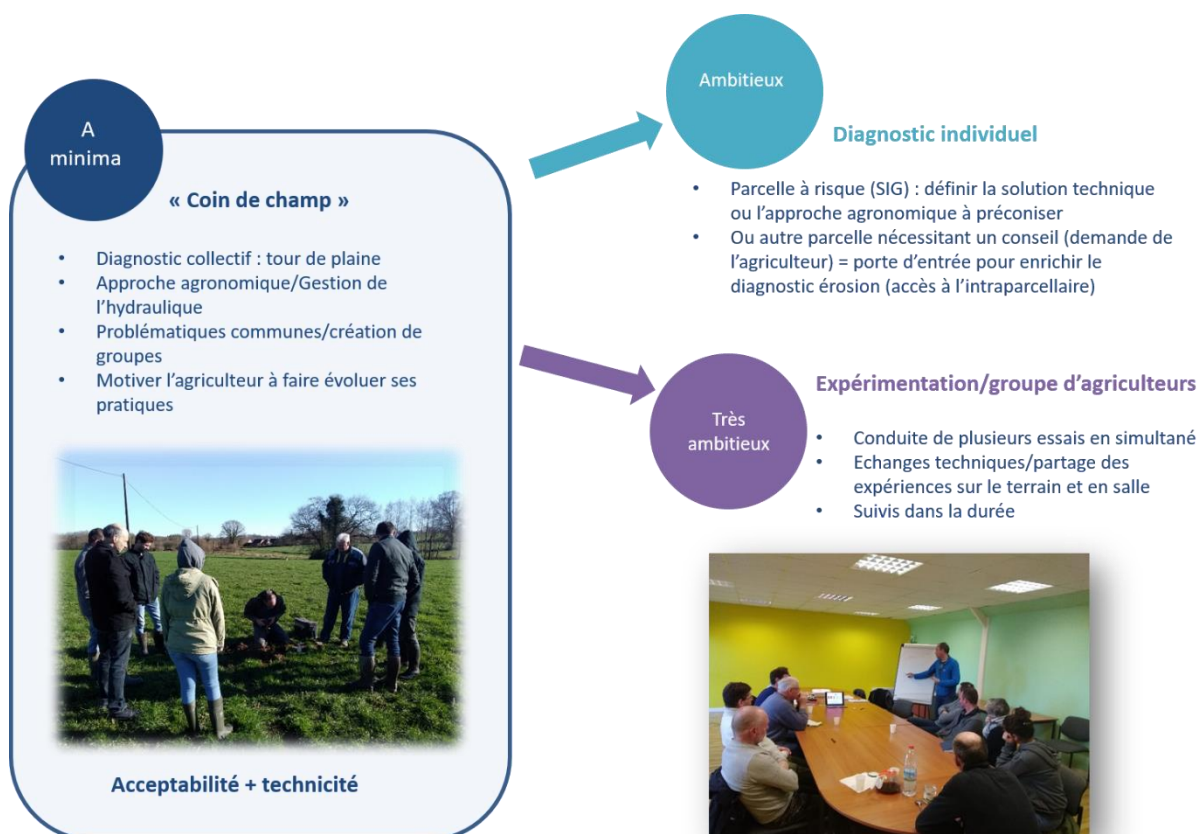 A
minima
« Coin de champ »
• Diagnostic collectif : tour de plaine
• Approche agronomique/Gestion de
l’hydraulique
• Problématiques communes/création de
groupes
• Motiver l’agriculteur à faire évoluer ses
pratiques
Acceptabilité + technicité
Ambitieux
Diagnostic individuel
• Parcelle à risque (SIG) : définir la solution technique
ou l’approche agronomique à préconiser
• Ou autre parcelle nécessitant un conseil (demande de
l’agriculteur) = porte d’entrée pour enrichir le
diagnostic érosion (accès à l’intraparcellaire)
Très
ambitieux
Expérimentation/groupe d’agriculteurs
• Conduite de plusieurs essais en simultané
• Echanges techniques/partage des
expériences sur le terrain et en salle
• Suivis dans la durée